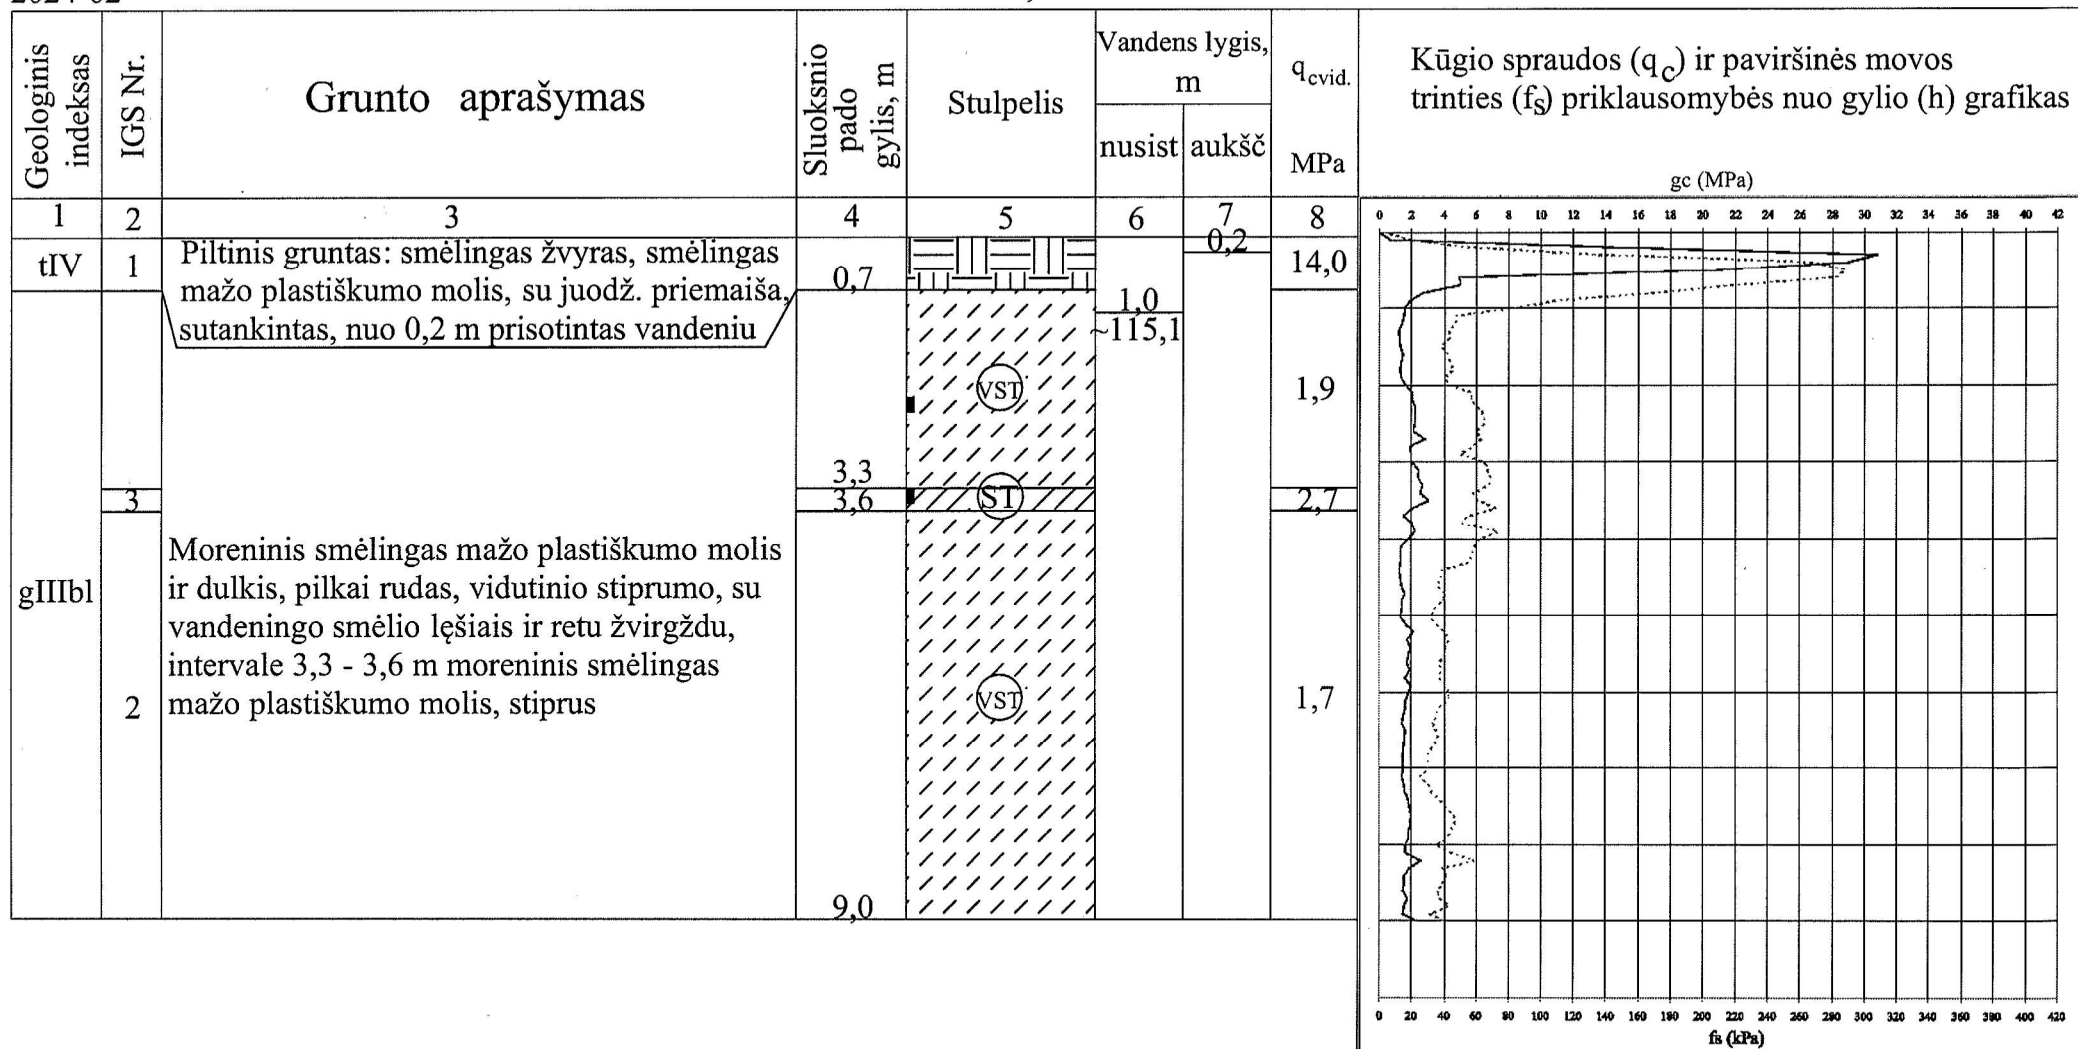 Geologinis
indeksas
IGS Nr.
Grunto aprašymas
Sluoksnio
pado
gylis, m
Stulpelis
Vandens lygis,
m
nusist
aukšč
qcvid.
MPa
Kūgio spraudos (qc) ir paviršinės movos
trinties (fs) priklausomybės nuo gylio (h) grafikas
gc (MPa)
1 2 3 4 5 6 7 8
0 2 4 6 8 10 12 14 16 18 20 22 24 26 28 30 32 34 36 38 40 42
tIV
1
Piltinis gruntas: smėlingas žvyras, smėlingas
mažo plastiškumo molis, su juodž. priemaiša,
sutankintas, nuo 0,2 m prisotintas vandeniu
0,7
0,2
14,0
1,0
~115,1
VST
1,9
3,3
3
3,6
ST
2,7
gIIIbl
2
Moreninis smėlingas mažo plastiškumo molis
ir dulkis, pilkai rudas, vidutinio stiprumo, su
vandeningo smėlio lęšiais ir retu žvirgždu,
intervale 3,3 - 3,6 m moreninis smėlingas
mažo plastiškumo molis, stiprus
VST
1,7
9,0
0 20 40 60 80 100 120 140 160 180 200 220 240 260 280 300 320 340 360 380 400 420
fs (kPa)